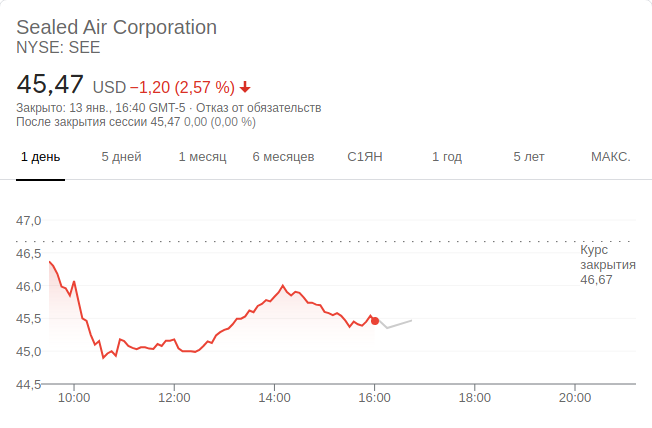 Sealed Air Corporation
NYSE: SEE
45,47 USD −1,20 (2,57 %)
Закрыто: 13 янв., 16:40 GMT-5 · Отказ от обязательств
После закрытия сессии 45,47 0,00 (0,00 %)
1 день 5 дней 1 месяц 6 месяцев С1ЯН 1 год 5 лет МАКС.
47,0
46,5
46,0
45,5
45,0
44,5
Курс
закрытия
46,67
10:00 12:00 14:00 16:00 18:00 20:00